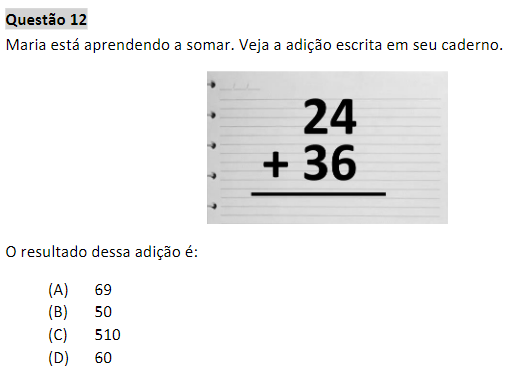 Questão 12
Maria está aprendendo a somar. Veja a adição escrita em seu caderno.
24
+ 36
O resultado dessa adição é:
(A) 69
(B) 50
(C) 510
(D) 60